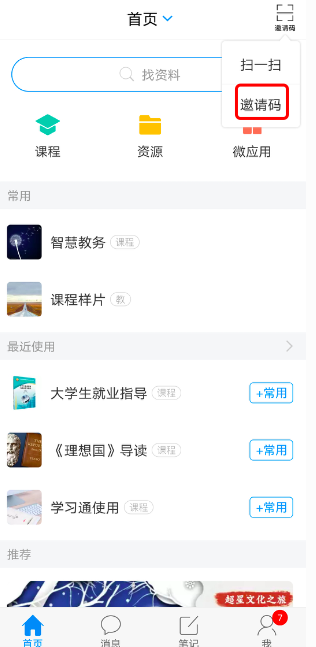 首页
邀请码
扫一扫
邀请码
找资料
课程
资源
微应用
常用
智慧教务 课程
课程样片 教
最近使用
大学生就业指导 课程 +常用
《理想国》导读 课程 +常用
学习通使用 课程 +常用
推荐
超星文化之旅
7
首页
消息
笔记
我